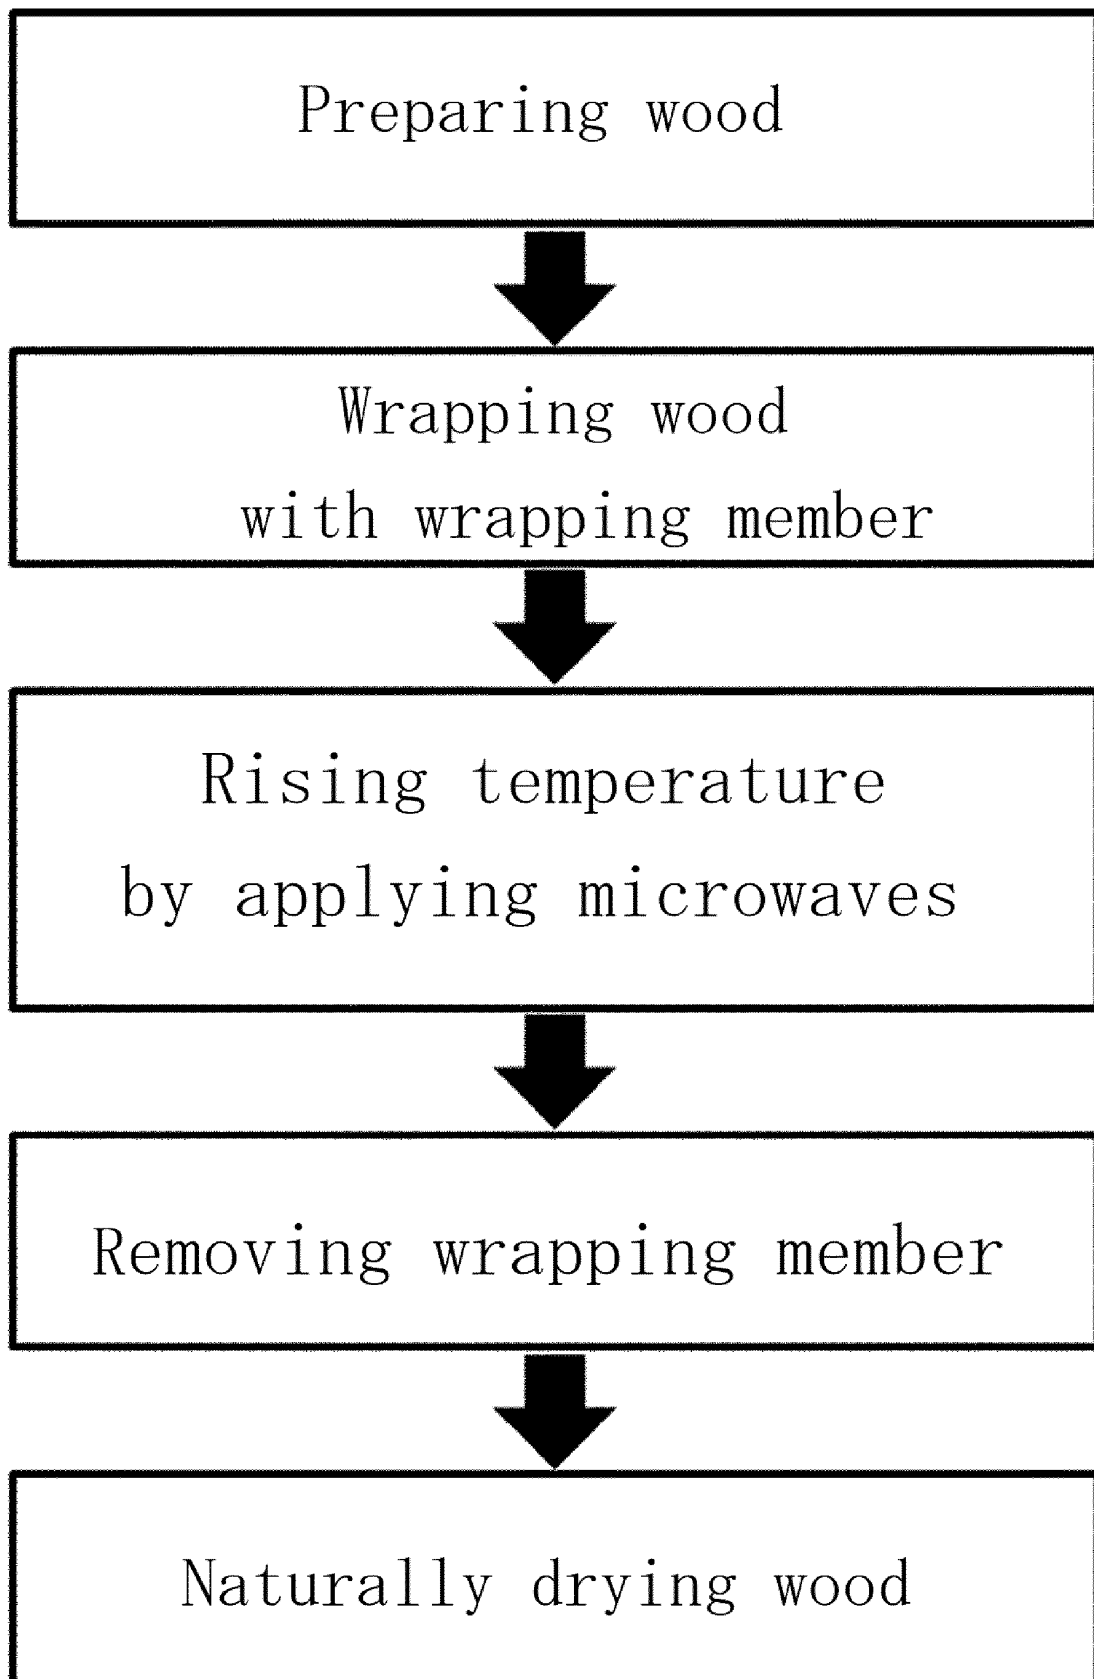 Preparing wood
Wrapping wood
with wrapping member
Rising temperature
by applying microwaves
Removing wrapping member
Naturally drying wood